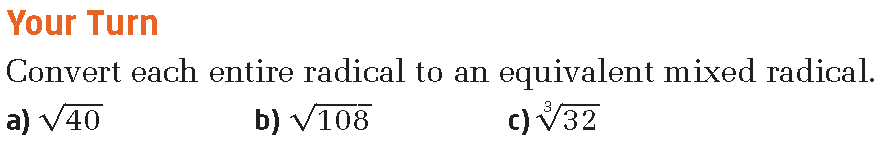 Your Turn
Convert each entire radical to an equivalent mixed radical.
a) √40 b) √108 c) ∛32